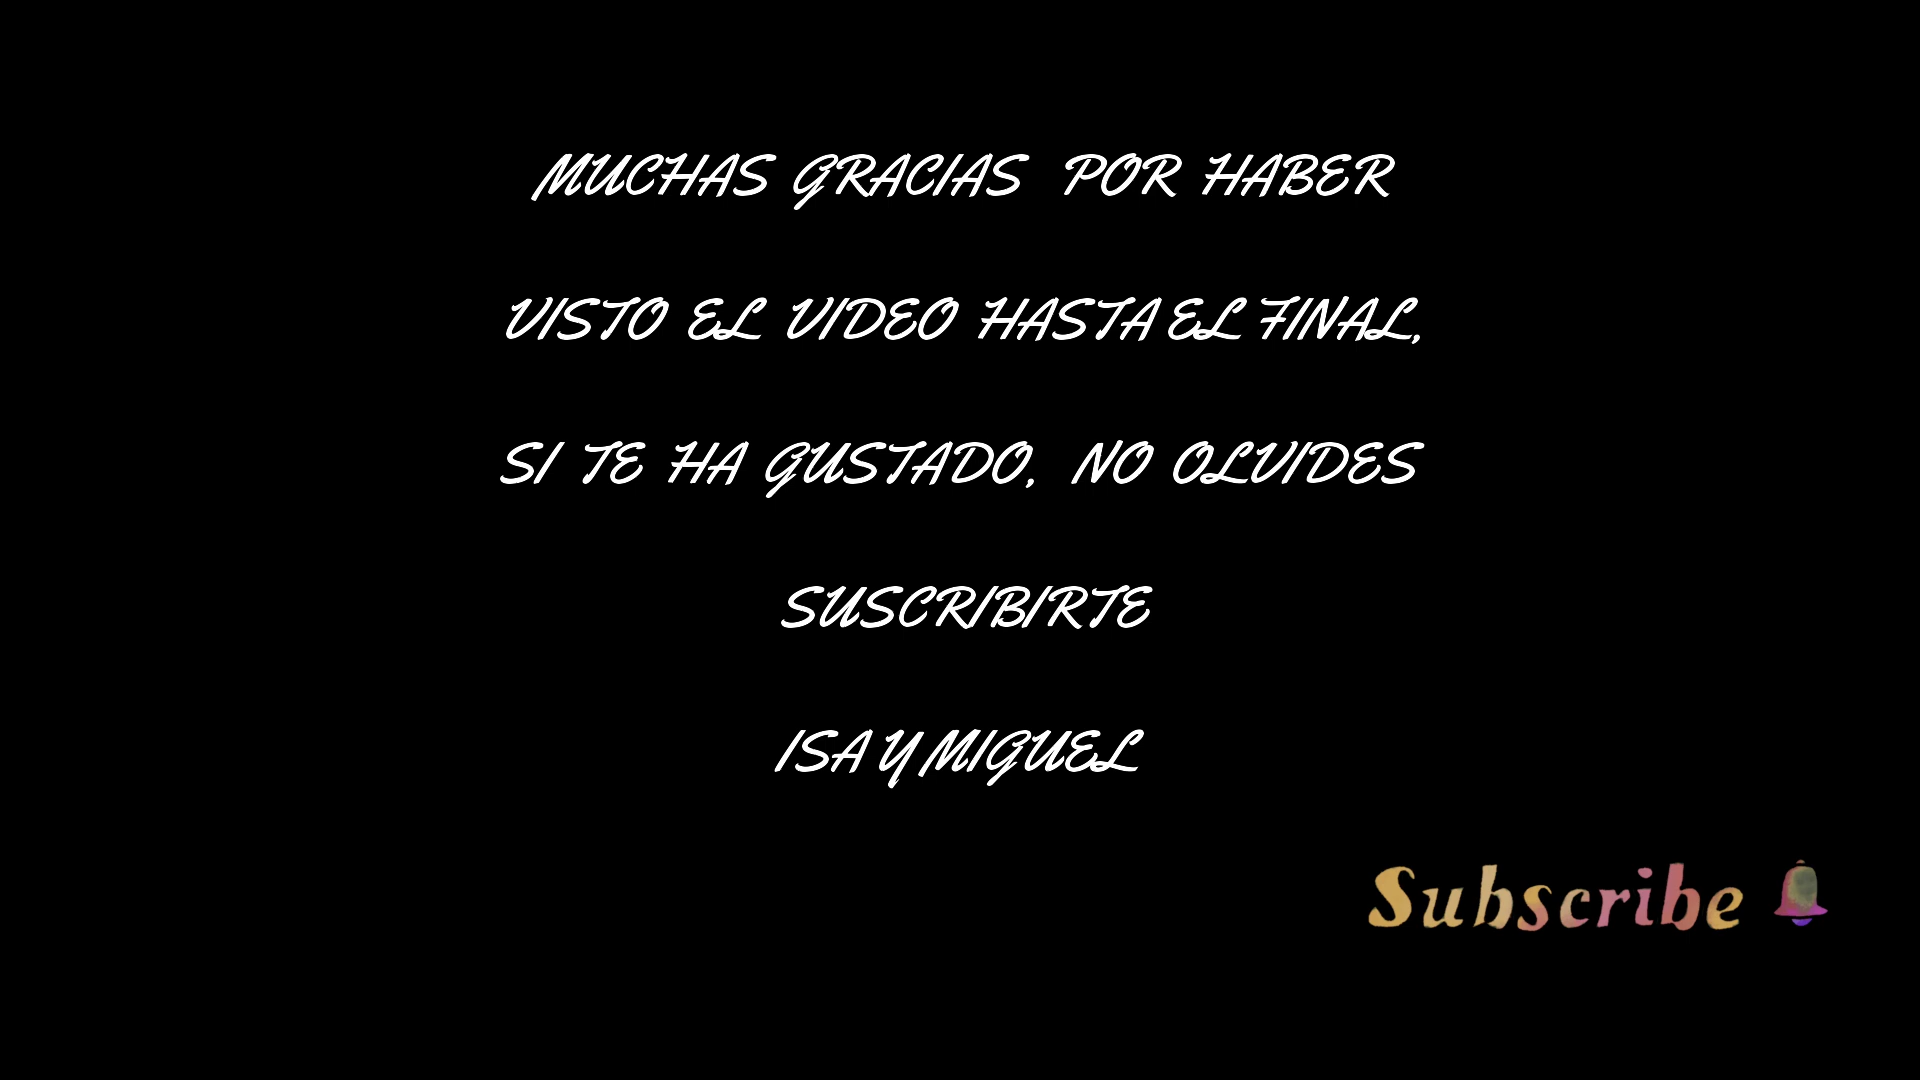 MUCHAS GRACIAS POR HABER
VISTO EL VIDEO HASTA EL FINAL,
SI TE HA GUSTADO, NO OLVIDES
SUSCRIBIRTE
ISA Y MIGUEL
Subscribe